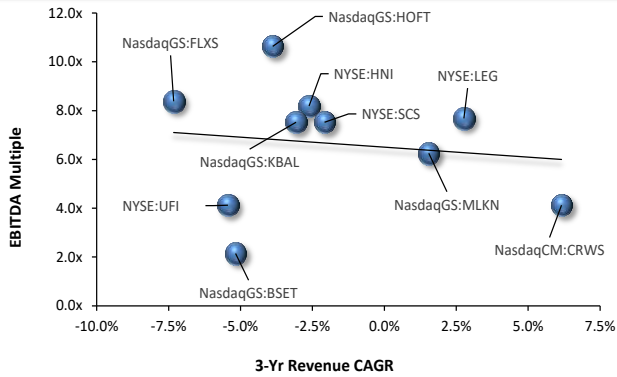 12.0x
NasdaqGS:HOFT
NasdaqGS:FLXS
10.0x
NYSE:HNI
NYSE:LEG
8.0x
NYSE:SCS
NasdaqGS:KBAL
6.0x
NYSE:UFI
NasdaqGS:MLKN
4.0x
NasdaqCM:CRWS
2.0x
NasdaqGS:BSET
0.0x
-10.0% -7.5% -5.0% -2.5% 0.0% 2.5% 5.0% 7.5%
EBITDA Multiple
3-Yr Revenue CAGR